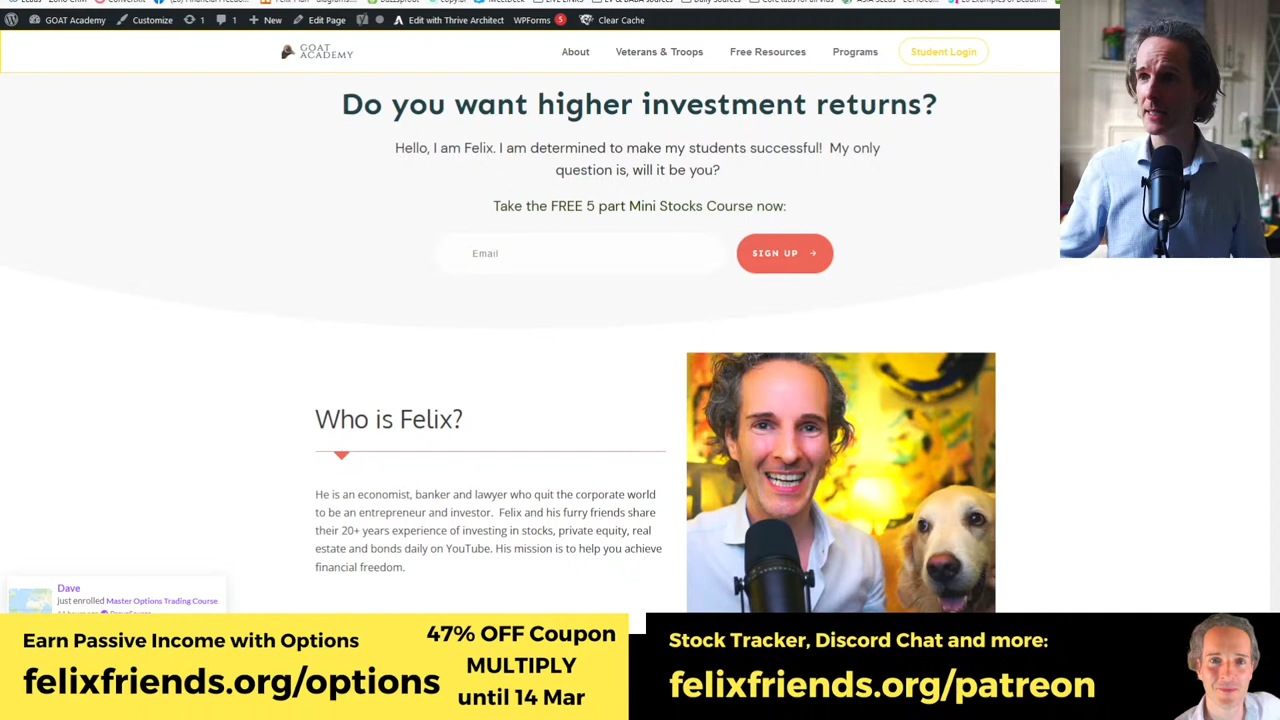 GOAT Academy
Customize
1
1
New
Edit Page
Edit with Thrive Architect
WPForms 5
Clear Cache
GOAT
ACADEMY
About
Veterans & Troops
Free Resources
Programs
Student Login
Do you want higher investment returns?
Hello, I am Felix. I am determined to make my students successful! My only
question is, will it be you?
Take the FREE 5 part Mini Stocks Course now:
Email
SIGN UP
Who is Felix?
He is an economist, banker and lawyer who quit the corporate world
to be an entrepreneur and investor. Felix and his furry friends share
their 20+ years experience of investing in stocks, private equity, real
estate and bonds daily on YouTube. His mission is to help you achieve
financial freedom.
Dave
just enrolled Master Options Trading Course
Earn Passive Income with Options
felixfriends.org/options
47% OFF Coupon
MULTIPLY
until 14 Mar
Stock Tracker, Discord Chat and more:
felixfriends.org/patreon